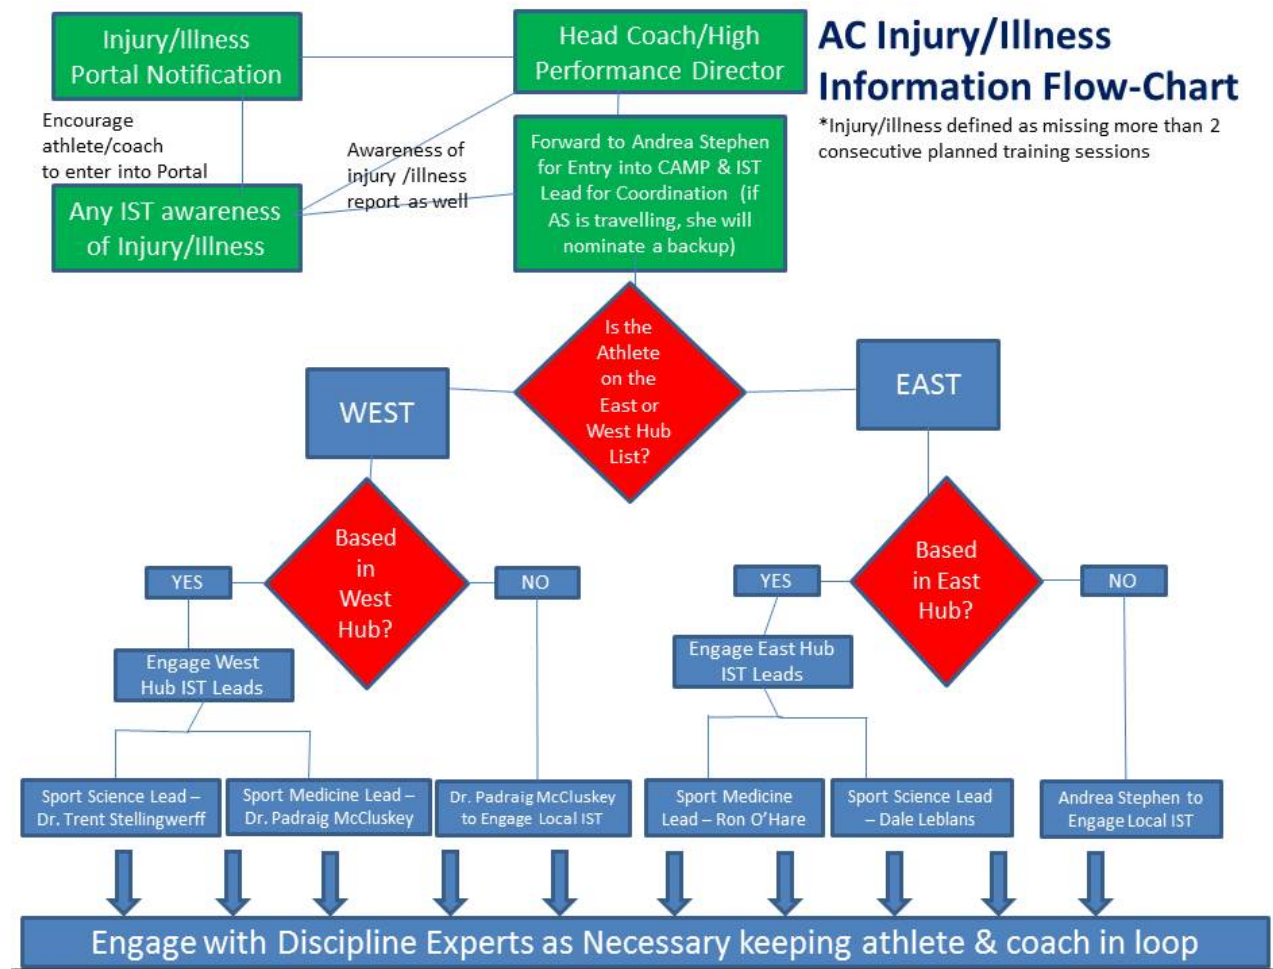 Injury/Illness
Portal Notification
Head Coach/High
Performance Director
AC Injury/Illness
Information Flow-Chart
*Injury/illness defined as missing more than 2
consecutive planned training sessions
Encourage
athlete/coach
to enter into Portal
Awareness of
injury /illness
report as well
Forward to Andrea Stephen
for Entry into CAMP & IST
Lead for Coordination (if
AS is travelling, she will
nominate a backup)
Any IST awareness
of Injury/Illness
Is the
Athlete
on the
East or
West Hub
List?
WEST
EAST
Based
in
West
Hub?
YES
NO
Based
in East
Hub?
YES
NO
Engage West
Hub IST Leads
Engage East Hub
IST Leads
Sport Science Lead –
Dr. Trent Stellingwerff
Sport Medicine Lead –
Dr. Padraig McCluskey
Dr. Padraig McCluskey
to Engage Local IST
Sport Medicine
Lead – Ron O’Hare
Sport Science Lead
– Dale Leblans
Andrea Stephen to
Engage Local IST
Engage with Discipline Experts as Necessary keeping athlete & coach in loop